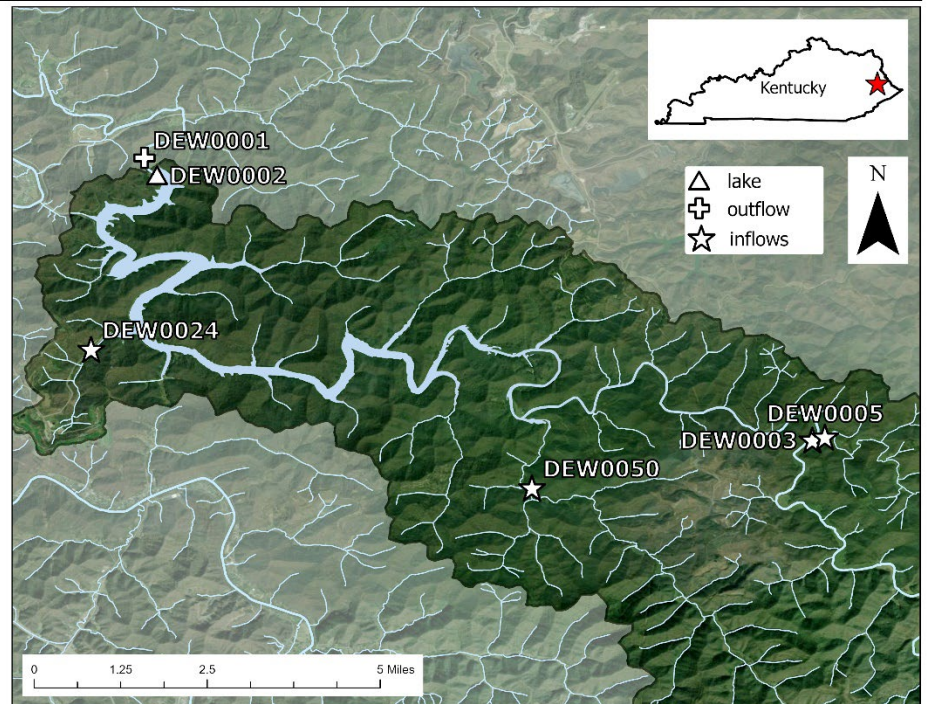 Kentucky
DEW0001
DEW0002
N
lake
outflow
inflows
DEW0024
DEW0005
DEW0003
DEW0050
0 1.25 2.5 5 Miles